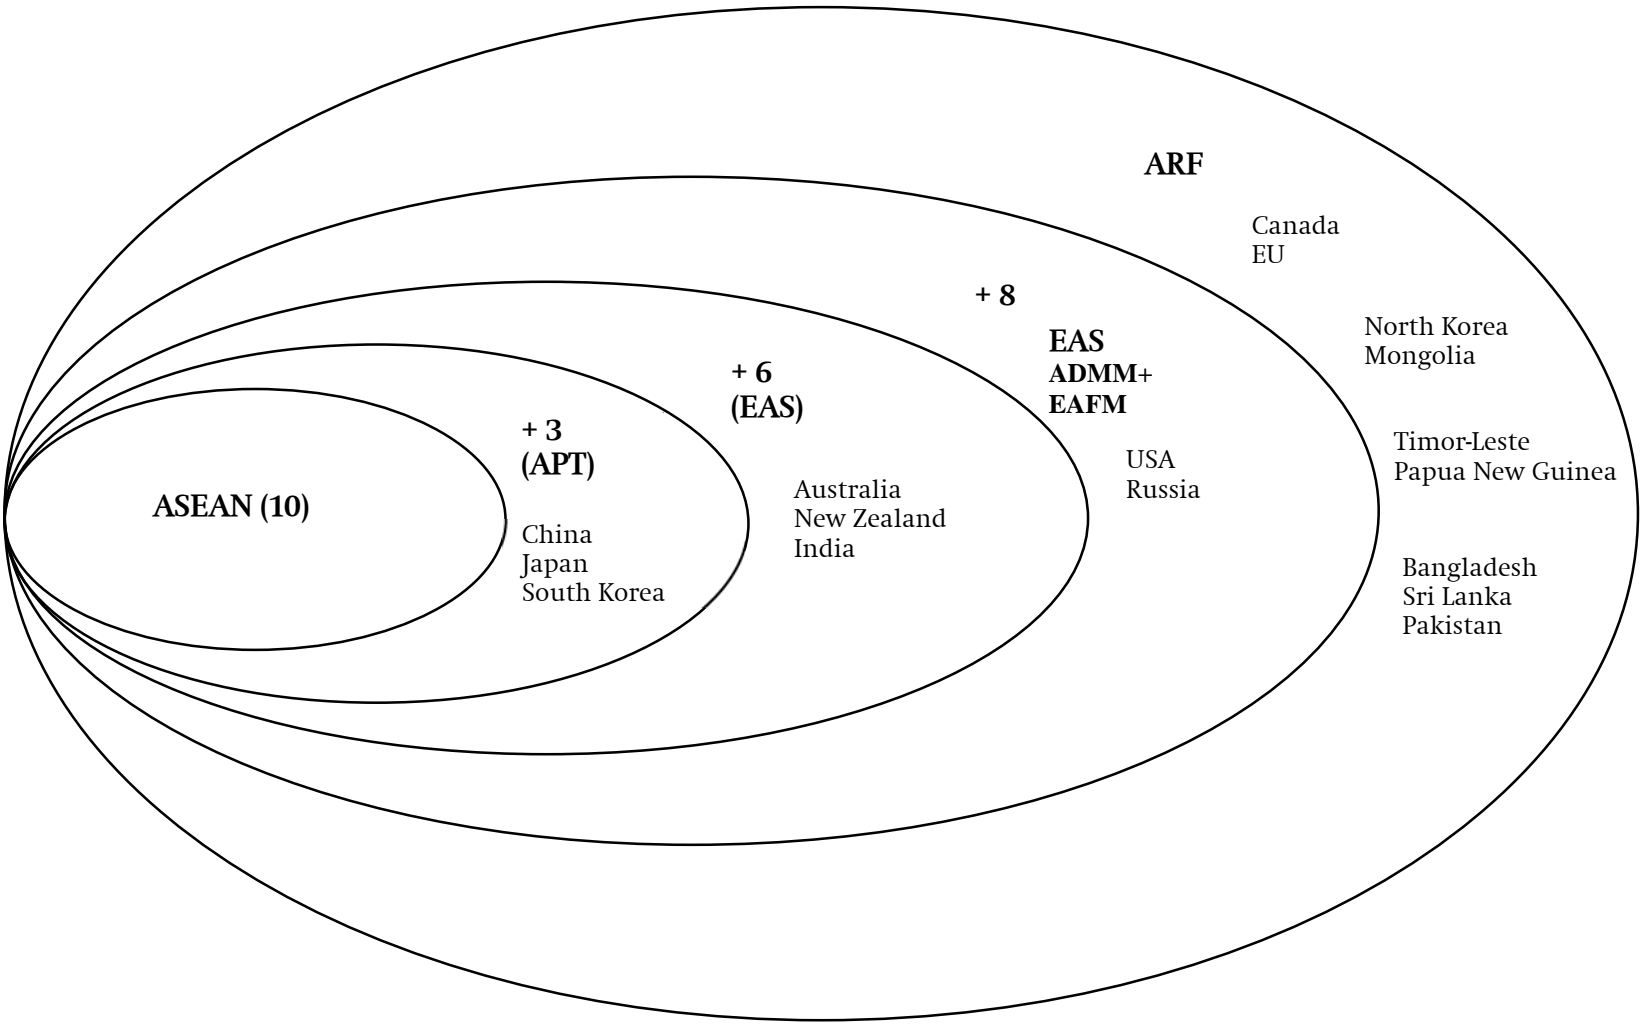 ARF
Canada
EU
North Korea
Mongolia
Timor-Leste
Papua New Guinea
Bangladesh
Sri Lanka
Pakistan
+ 8
EAS
ADMM+
EAFM
USA
Russia
+ 6
(EAS)
Australia
New Zealand
India
+ 3
(APT)
China
Japan
South Korea
ASEAN (10)